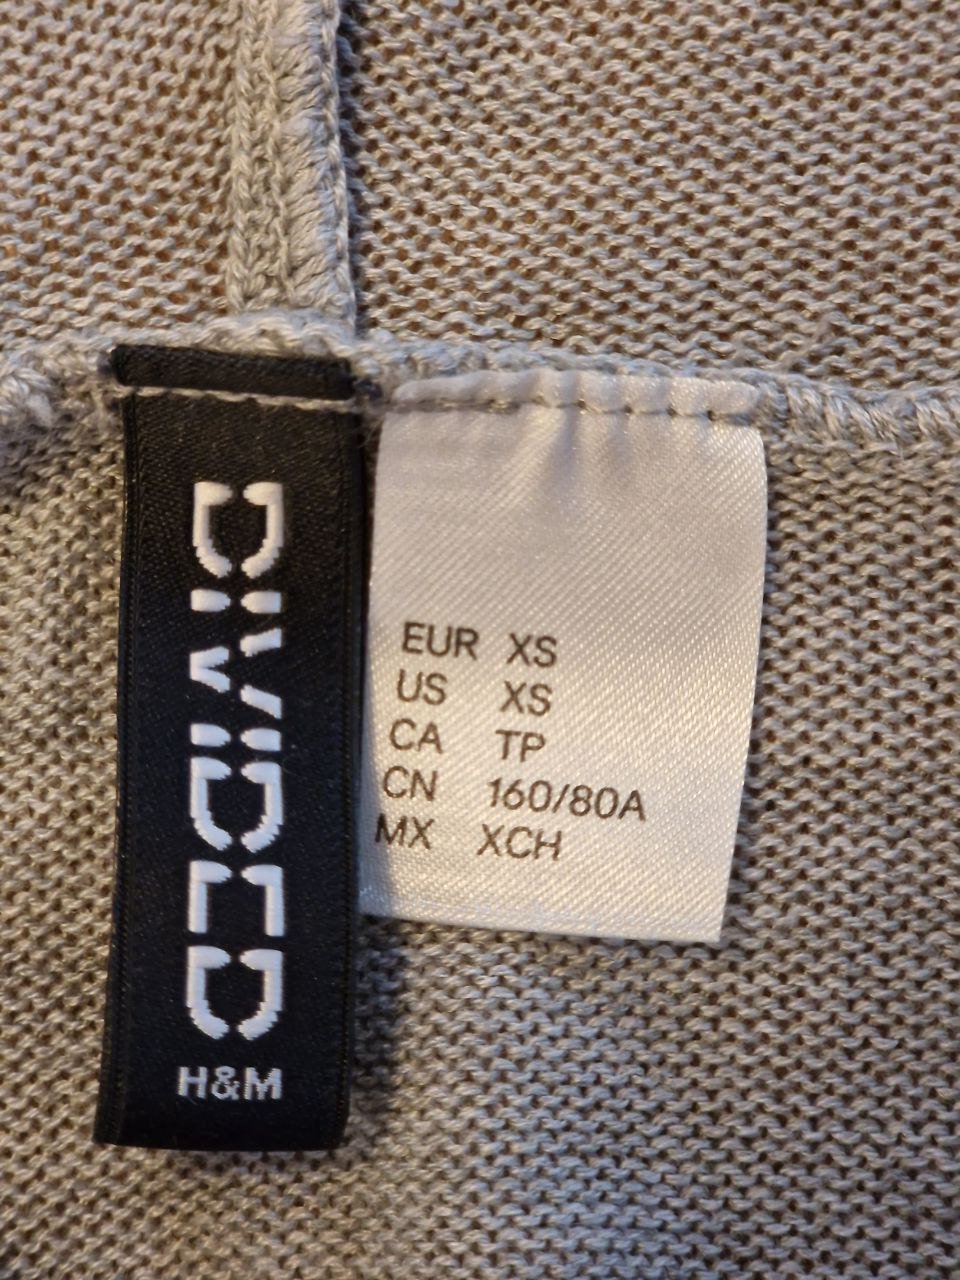 DIVIDED
H&M
EUR XS
US XS
CA TP
CN 160/80A
MX XCH